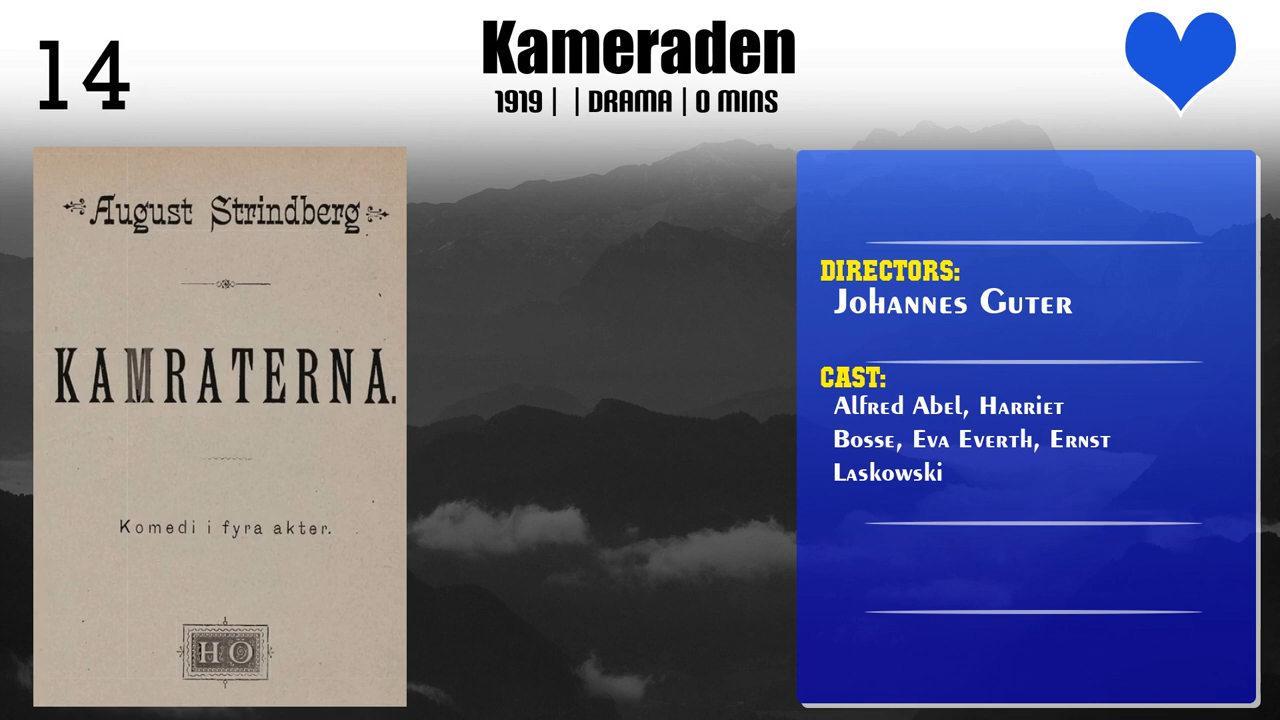 14
Kameraden
1919 | | DRAMA | 0 MINS
August Strindberg
KAMRATERNA.
Komedi i fyra akter.
HÖ
DIRECTORS:
Johannes Guter
CAST:
Alfred Abel, Harriet
Bosse, Eva Everth, Ernst
Laskowski